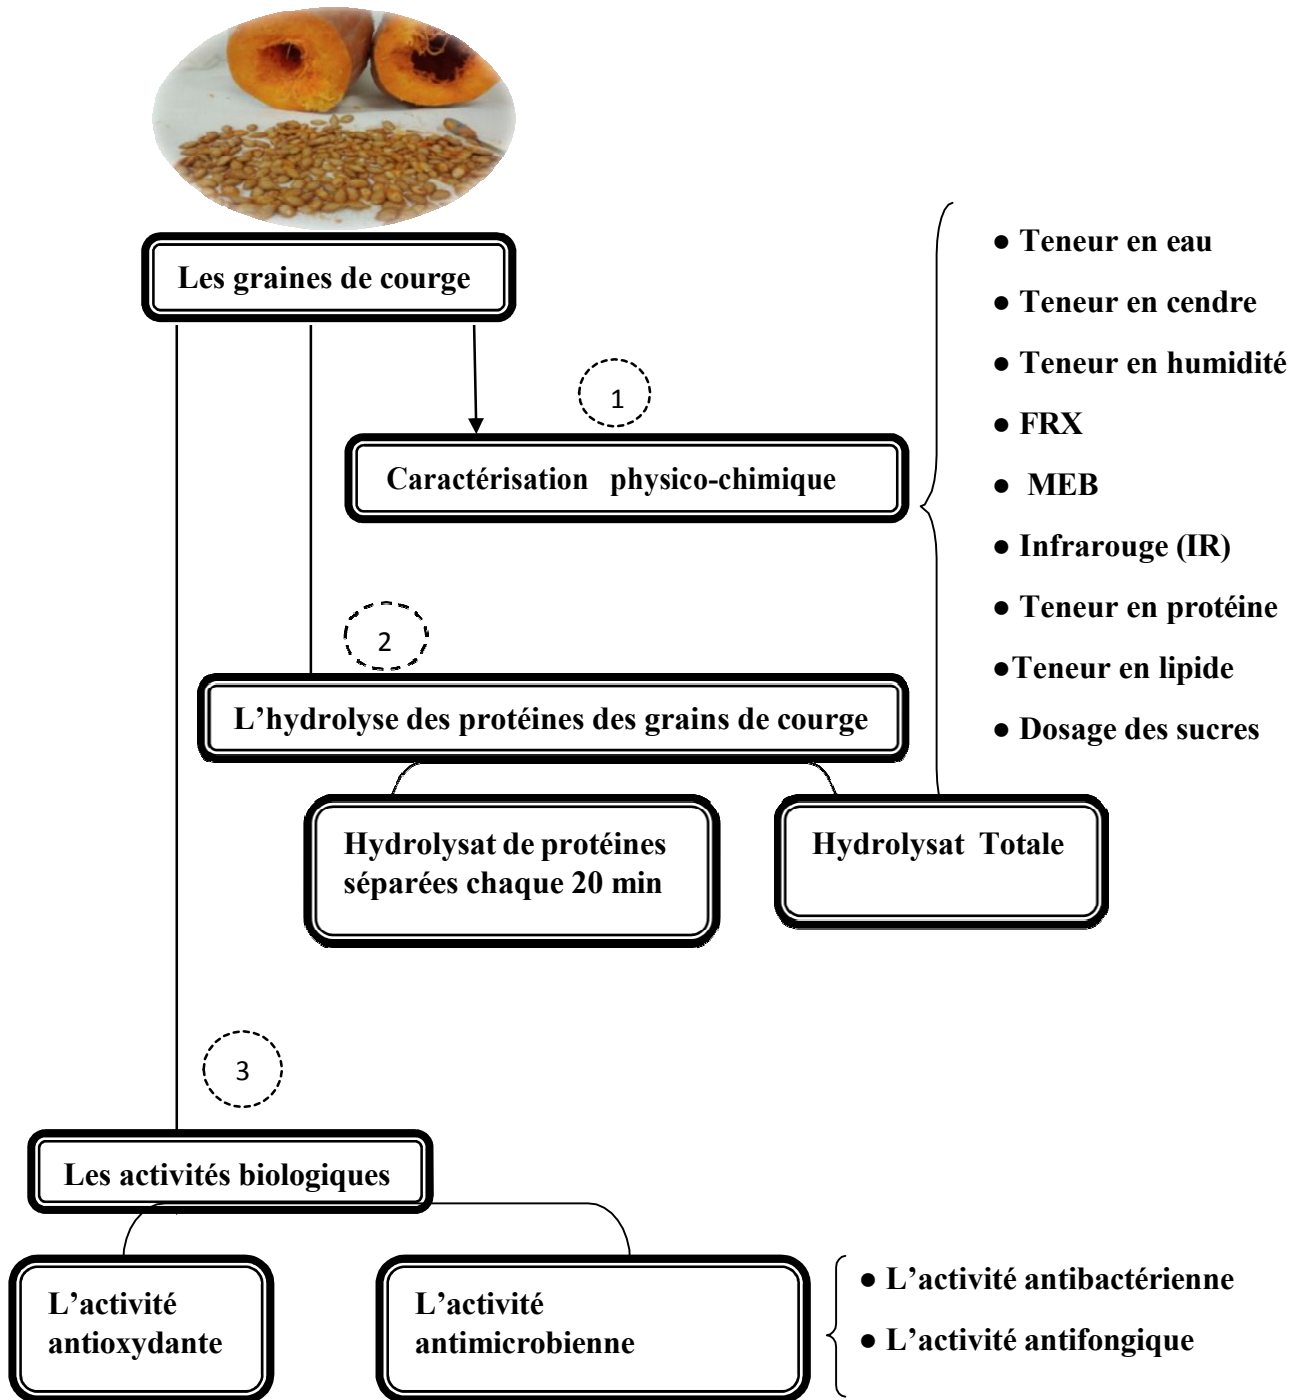 Les graines de courge
1
Caractérisation physico-chimique
● Teneur en eau
● Teneur en cendre
● Teneur en humidité
● FRX
● MEB
● Infrarouge (IR)
● Teneur en protéine
●Teneur en lipide
● Dosage des sucres
2
L’hydrolyse des protéines des grains de courge
Hydrolysat de protéines
séparées chaque 20 min
Hydrolysat Totale
3
Les activités biologiques
L’activité
antioxydante
L’activité
antimicrobienne
● L’activité antibactérienne
● L’activité antifongique